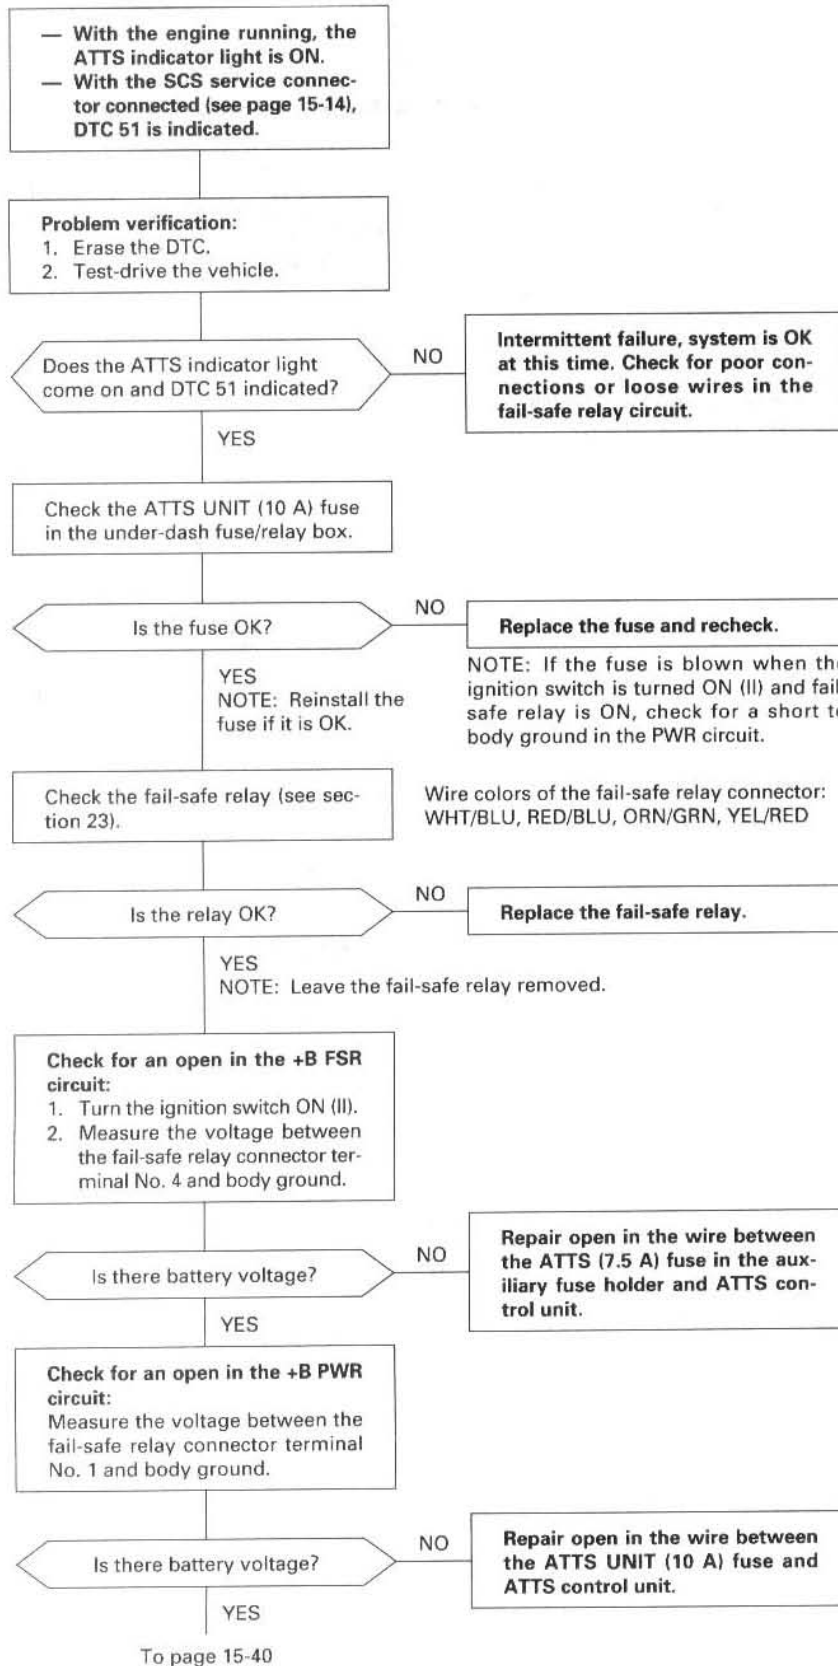 — With the engine running, the
ATTS indicator light is ON.
— With the SCS service connec-
tor connected (see page 15-14),
DTC 51 is indicated.
Problem verification:
1. Erase the DTC.
2. Test-drive the vehicle.
Does the ATTS indicator light
come on and DTC 51 indicated?
NO
Intermittent failure, system is OK
at this time. Check for poor con-
nections or loose wires in the
fail-safe relay circuit.
YES
Check the ATTS UNIT (10 A) fuse
in the under-dash fuse/relay box.
Is the fuse OK?
NO
Replace the fuse and recheck.
NOTE: If the fuse is blown when the
ignition switch is turned ON (II) and fail-
safe relay is ON, check for a short to
body ground in the PWR circuit.
YES
NOTE: Reinstall the
fuse if it is OK.
Check the fail-safe relay (see sec-
tion 23).
Wire colors of the fail-safe relay connector:
WHT/BLU, RED/BLU, ORN/GRN, YEL/RED
Is the relay OK?
NO
Replace the fail-safe relay.
YES
NOTE: Leave the fail-safe relay removed.
Check for an open in the +B FSR
circuit:
1. Turn the ignition switch ON (II).
2. Measure the voltage between
the fail-safe relay connector ter-
minal No. 4 and body ground.
Is there battery voltage?
NO
Repair open in the wire between
the ATTS (7.5 A) fuse in the aux-
iliary fuse holder and ATTS con-
trol unit.
YES
Check for an open in the +B PWR
circuit:
Measure the voltage between the
fail-safe relay connector terminal
No. 1 and body ground.
Is there battery voltage?
NO
Repair open in the wire between
the ATTS UNIT (10 A) fuse and
ATTS control unit.
YES
To page 15-40